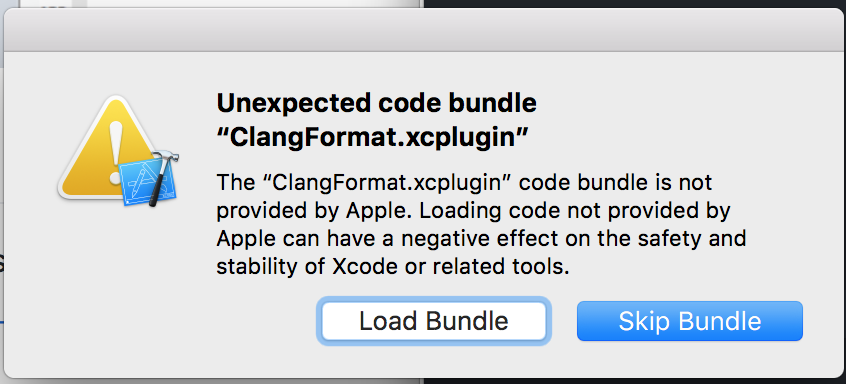 Unexpected code bundle
“ClangFormat.xcplugin”
The “ClangFormat.xcplugin” code bundle is not
provided by Apple. Loading code not provided by
Apple can have a negative effect on the safety and
stability of Xcode or related tools.
Load Bundle
Skip Bundle